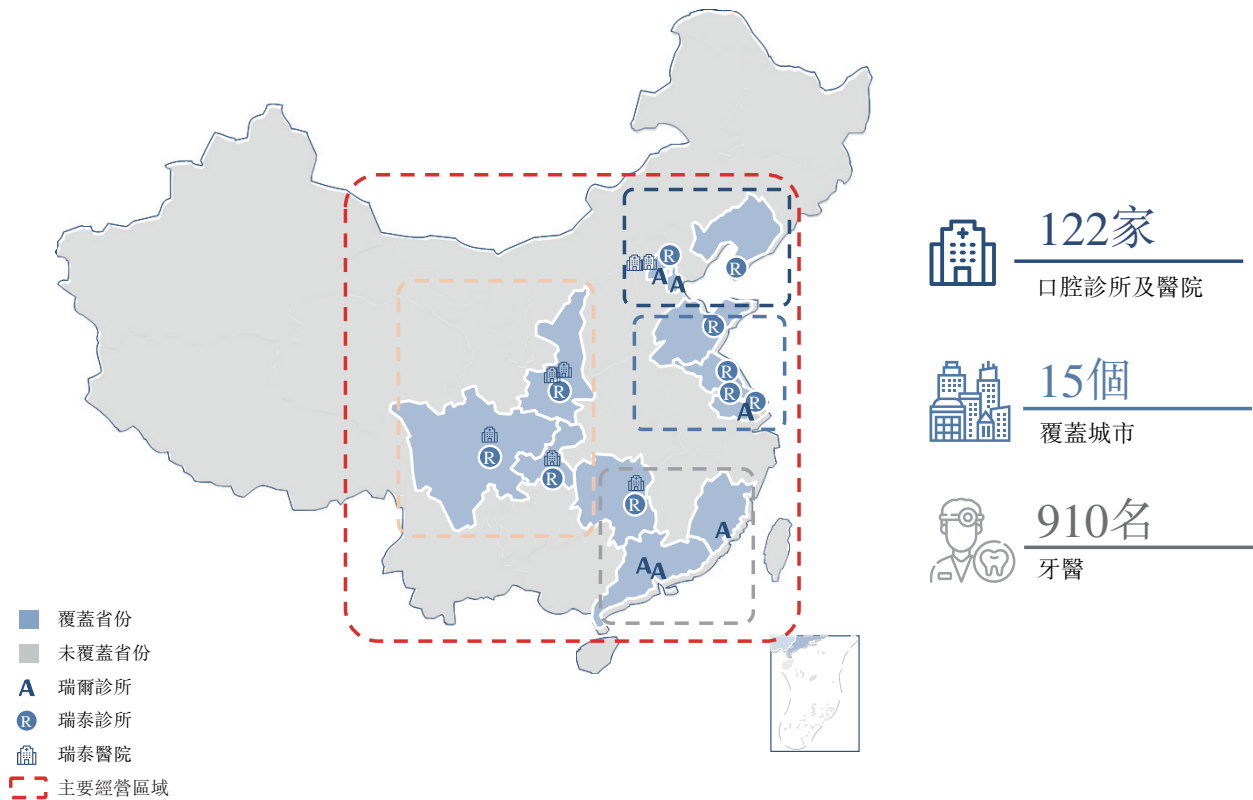 122家
口腔診所及醫院
15個
覆蓋城市
910名
牙醫
R
A
A
R
R
R
R
R
A
R
R
R
R
A
A
A
覆蓋省份
未覆蓋省份
A 瑞爾診所
R 瑞泰診所
瑞泰醫院
主要經營區域